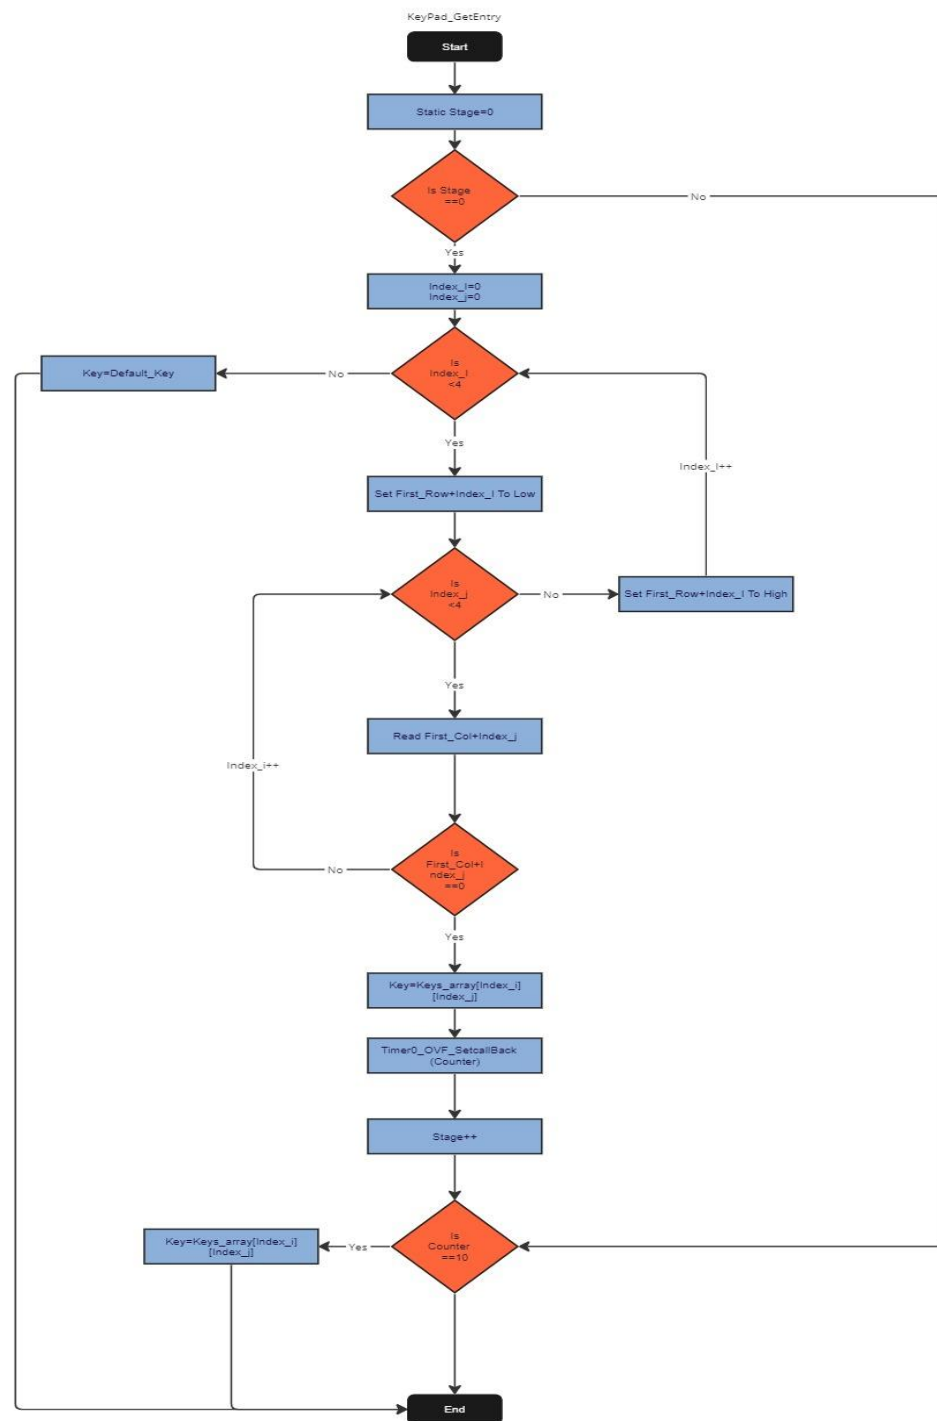 KeyPad_GetEntry
Start
Static Stage=0
Is Stage
==0
No
Yes
Index_I=0
Index_j=0
Is
Index_I
<4
No
Key=Default_Key
Yes
Index_I++
Set First_Row+Index_I To Low
Is
Index_j
<4
No
Set First_Row+Index_I To High
Yes
Read First_Col+Index_j
Index_i++
Is
First_Col+I
ndex_j
==0
No
Yes
Key=Keys_array[Index_i]
[Index_j]
Timer0_OVF_SetcallBack
(Counter)
Stage++
Is
Counter
==10
Yes
Key=Keys_array[Index_i]
[Index_j]
End